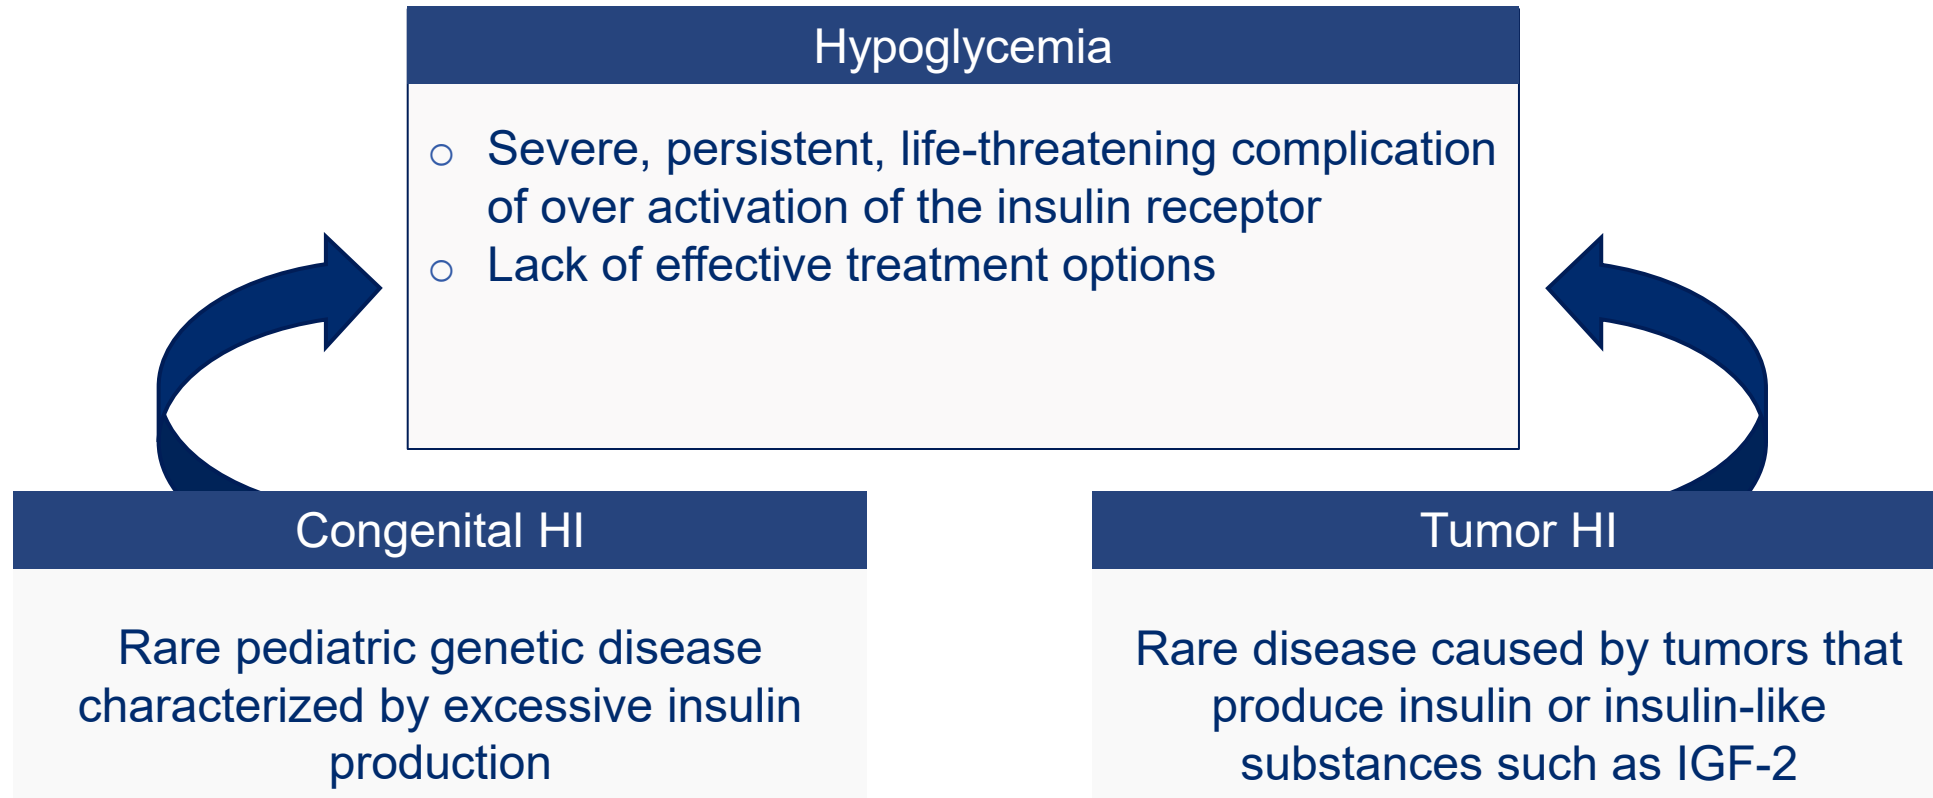 Hypoglycemia
○ Severe, persistent, life-threatening complication
of over activation of the insulin receptor
○ Lack of effective treatment options
Congenital HI
Rare pediatric genetic disease
characterized by excessive insulin
production
Tumor HI
Rare disease caused by tumors that
produce insulin or insulin-like
substances such as IGF-2